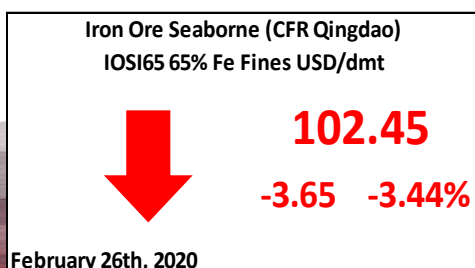 Iron Ore Seaborne (CFR Qingdao)
IOSI65 65% Fe Fines USD/dmt
102.45
-3.65 -3.44%
February 26th, 2020